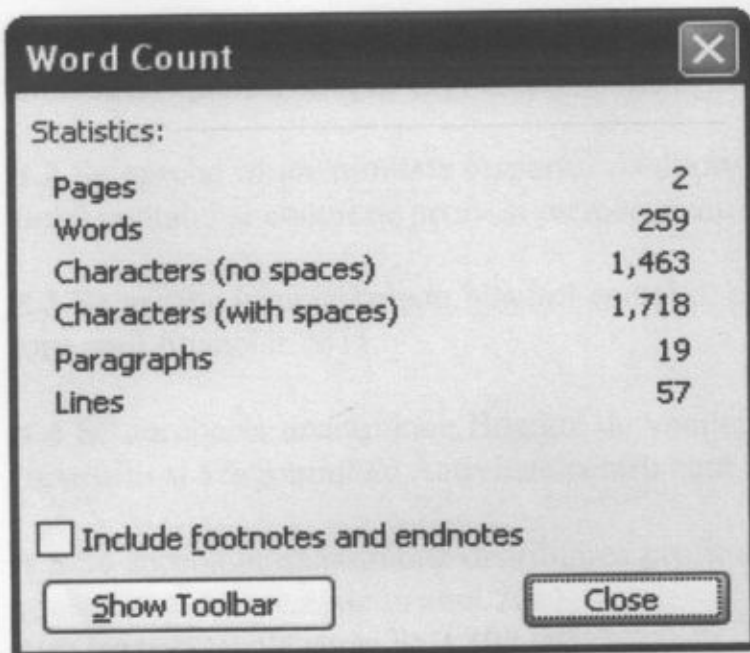 Word Count
Statistics:
Pages 2
Words 259
Characters (no spaces) 1,463
Characters (with spaces) 1,718
Paragraphs 19
Lines 57
Include footnotes and endnotes
Show Toolbar Close